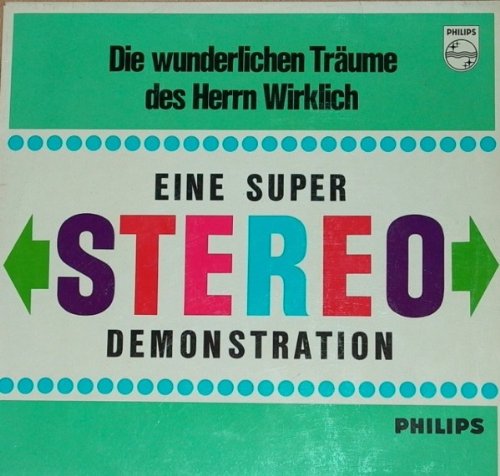 PHILIPS
Die wunderlichen Träume
des Herrn Wirklich
EINE SUPER
STEREO
DEMONSTRATION
PHILIPS